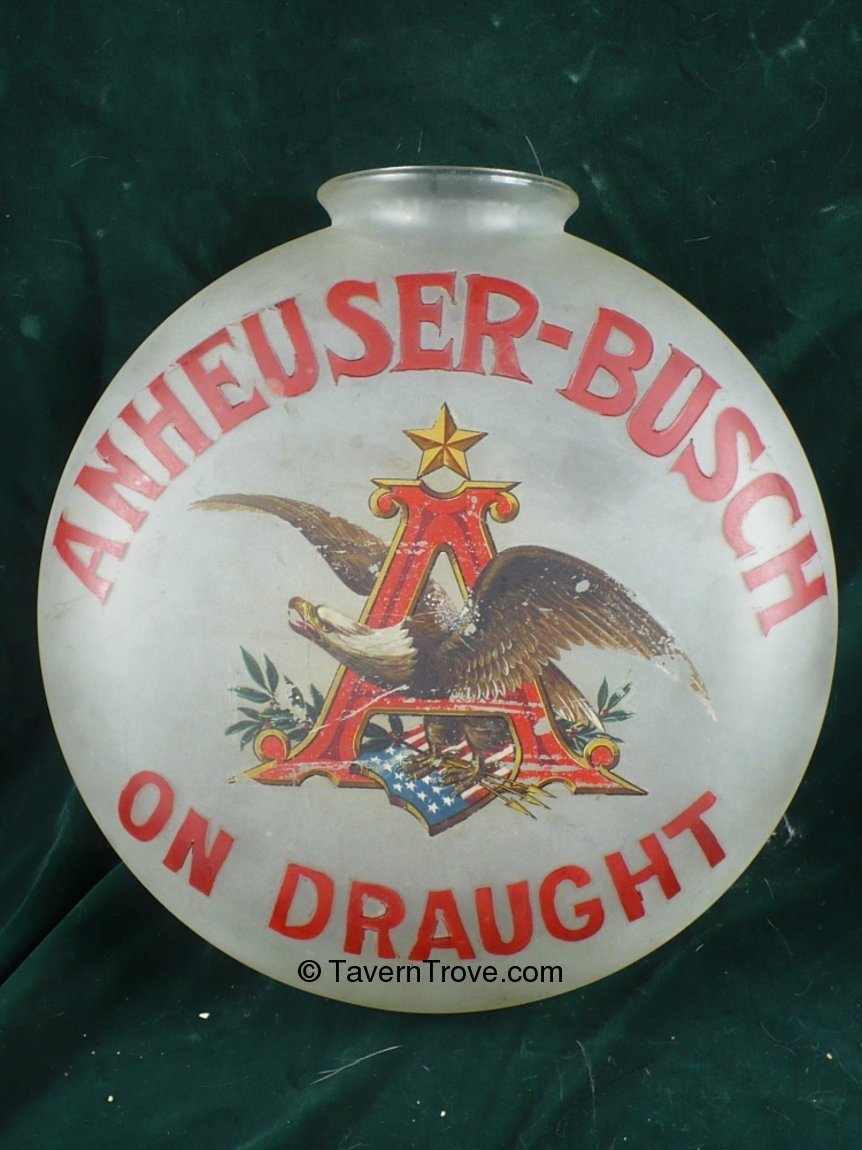 ANHEUSER-BUSCH
A
ON DRAUGHT
© TavernTrove.com